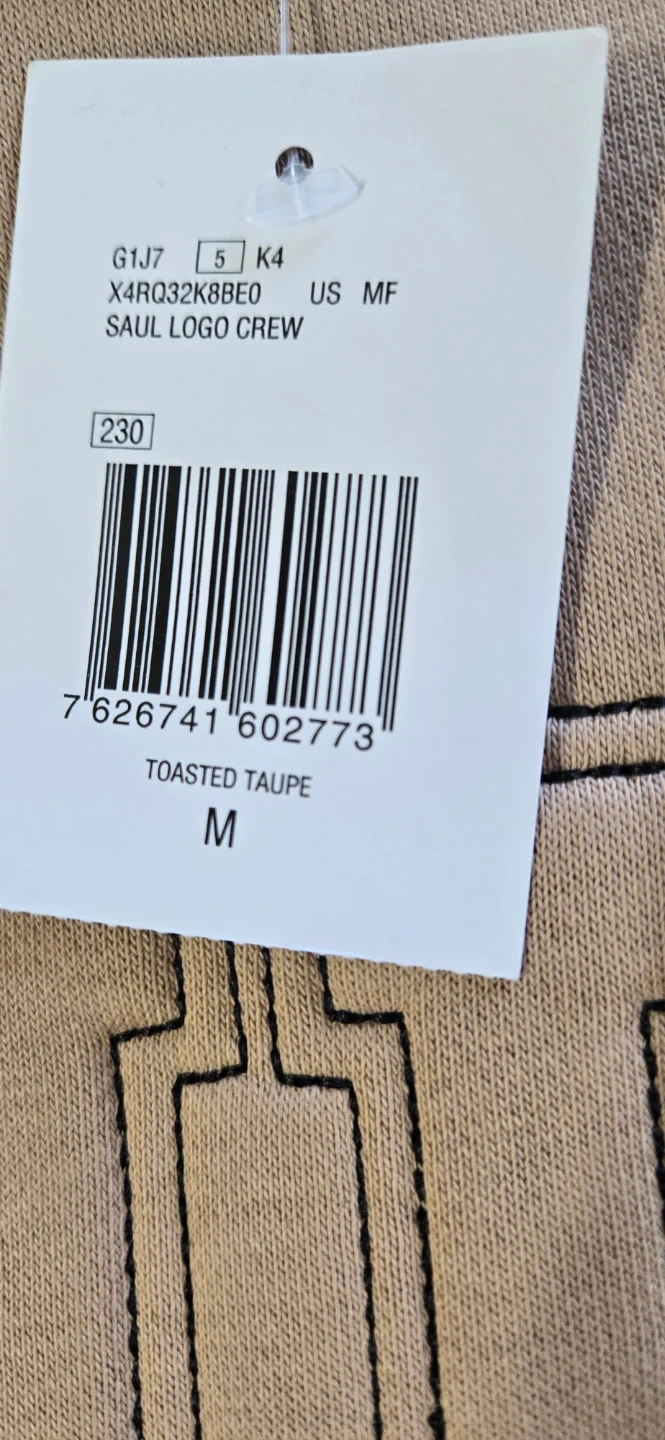 G1J7 5 K4
X4RQ32K8BE0 US MF
SAUL LOGO CREW
230
7 626741 602773
TOASTED TAUPE
M